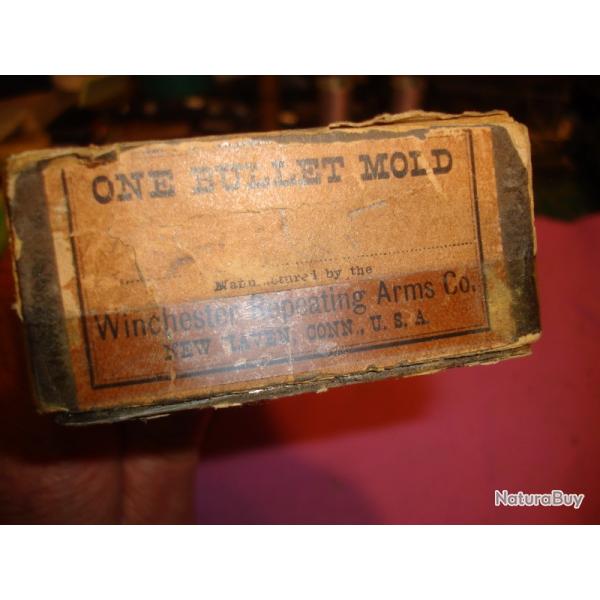 ONE BULLET MOLD
Manufactured by the
Winchester Repeating Arms Co.
NEW HAVEN, CONN., U. S. A.
NaturaBuy